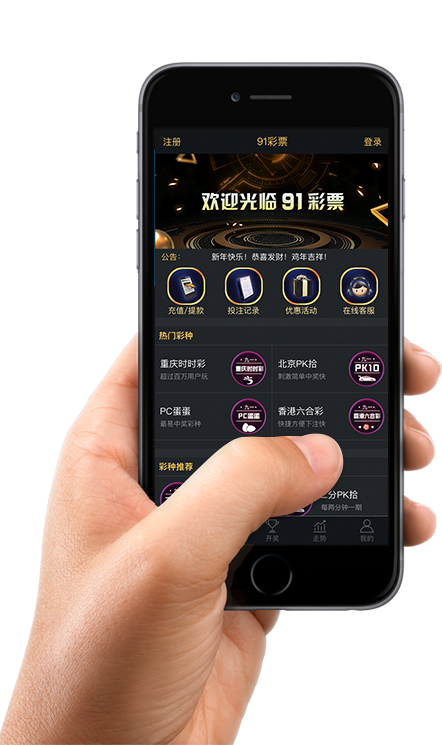 注册 91彩票 登录
欢迎光临 91 彩票
公告: 新年快乐！恭喜发财！鸡年吉祥！
充值/提款 投注记录 优惠活动 在线客服
热门彩种
重庆时时彩 重庆时时彩 北京PK拾 PK10
超过百万用户玩 刺激简单中奖快
PC蛋蛋 PC蛋蛋 香港六合彩 香港六合彩
最易中奖彩种 快捷方便下注快
彩种推荐
分PK拾
每两分钟一期
开奖 走势 我的